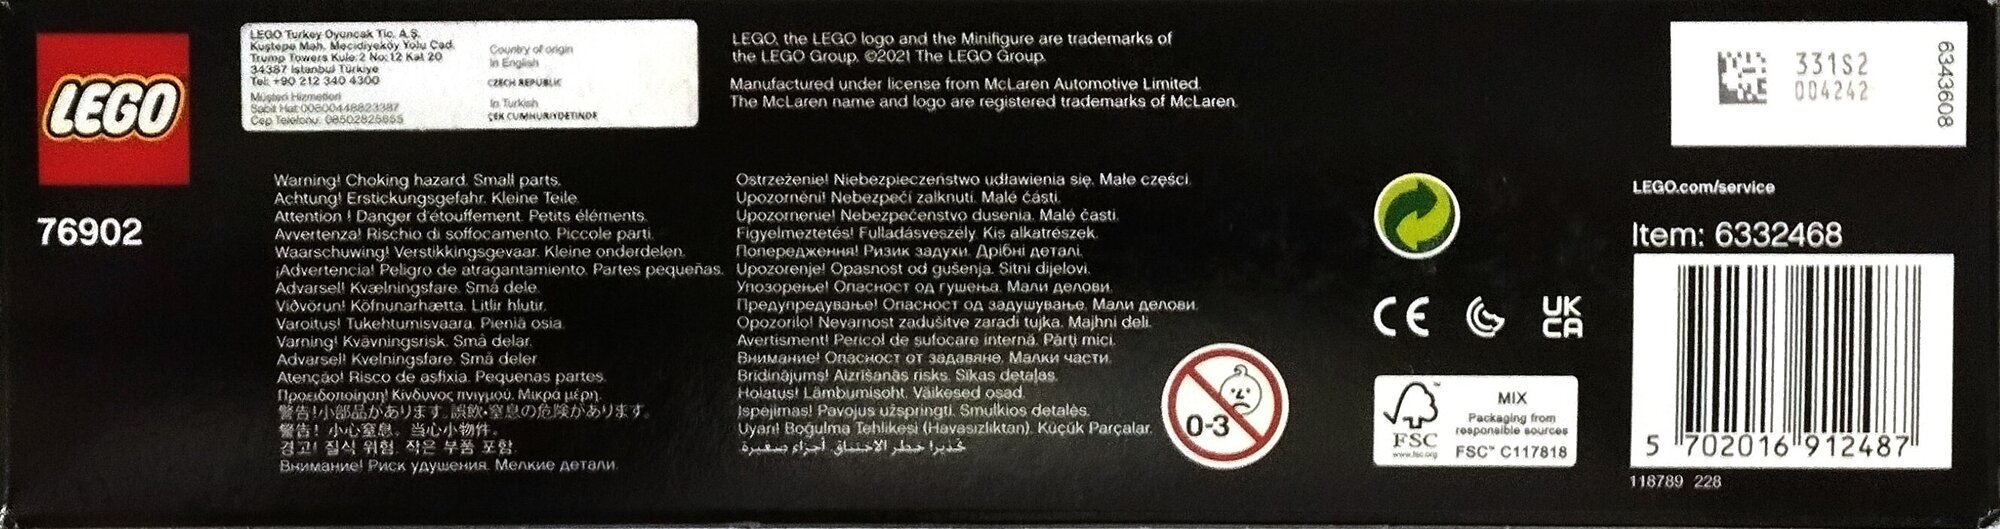 LEGO
76902
LEGO Turkey Oyuncak Tic. A.Ş.
Kuştepe Mah. Mecidiyeköy Yolu Cad.
Trump Towers Kule:2 No:12 Kat 20
34387 Istanbul Türkiye
Tel: +90 212 340 4300
Müşteri Hizmetleri
Sabit Hat: 00800448823387
Cep Telefonu: 08502825655
Country of origin
In English
CZECH REPUBLIC
In Turkish
ÇEK CUMHURİYETİNDE
LEGO, the LEGO logo and the Minifigure are trademarks of
the LEGO Group. ©2021 The LEGO Group.
Manufactured under license from McLaren Automotive Limited.
The McLaren name and logo are registered trademarks of McLaren.
Warning! Choking hazard. Small parts.
Achtung! Erstickungsgefahr. Kleine Teile.
Attention ! Danger d'étouffement. Petits éléments.
Avvertenza! Rischio di soffocamento. Piccole parti.
Waarschuwing! Verstikkingsgevaar. Kleine onderdelen.
¡Advertencia! Peligro de atragantamiento. Partes pequeñas.
Advarsel! Kvælningsfare. Små dele.
Viðvörun! Köfnunarhætta. Litlir hlutir.
Varoitus! Tukehtumisvaara. Pieniä osia.
Varning! Kvävningsrisk. Små delar.
Advarsel! Kvelningsfare. Små deler.
Atenção! Risco de asfixia. Pequenas partes.
Προειδοποίηση! Κίνδυνος πνιγμού. Μικρά μέρη.
警告!小部品があります。誤飲・窒息の危険があります。
警告！小心窒息。当心小物件。
경고! 질식 위험. 작은 부품 포함.
Внимание! Риск удушения. Мелкие детали.
Ostrzeżenie! Niebezpieczeństwo udławienia się. Małe części.
Upozornění! Nebezpečí zalknutí. Malé části.
Upozornenie! Nebezpečenstvo dusenia. Malé časti.
Figyelmeztetés! Fulladásveszély. Kis alkatrészek.
Попередження! Ризик задухи. Дрібні деталі.
Upozorenje! Opasnost od gušenja. Sitni dijelovi.
Упозорење! Опасност од гушења. Мали делови.
Предупредување! Опасност од задушување. Мали делови.
Opozorilo! Nevarnost zadušitve zaradi tujka. Majhni deli.
Avertisment! Pericol de sufocare internă. Părţi mici.
Внимание! Опасност от задавяне. Малки части.
Brīdinājums! Aizrīšanās risks. Sīkas detaļas.
Hoiatus! Lämbumisoht. Väikesed osad.
Įspėjimas! Pavojus užspringti. Smulkios detalės.
Uyarı! Boğulma Tehlikesi (Havasızlıktan). Küçük Parçalar.
تحذير! خطر الاختناق. أجزاء صغيرة.
0-3
CE
UK
CA
FSC
www.fsc.org
MIX
Packaging from
responsible sources
FSC™ C117818
331S2
004242
6343608
LEGO.com/service
Item: 6332468
5 702016 912487
118789 228